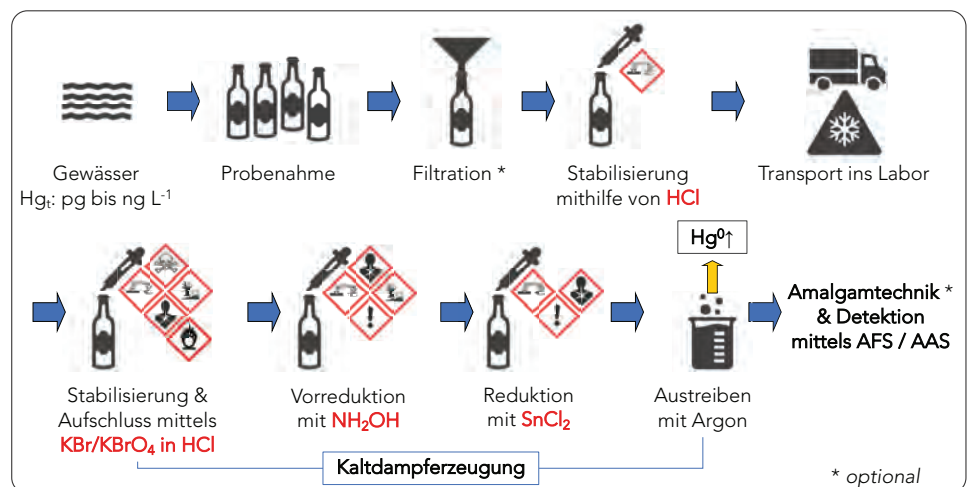 Gewässer
Hgₜ: pg bis ng L⁻¹
Probenahme
Filtration *
Stabilisierung
mithilfe von HCl
Transport ins Labor
Hg⁰↑
Stabilisierung &
Aufschluss mittels
KBr/KBrO₄ in HCl
Vorreduktion
mit NH₂OH
Reduktion
mit SnCl₂
Austreiben
mit Argon
Amalgamtechnik *
& Detektion
mittels AFS / AAS
Kaltdampferzeugung
* optional